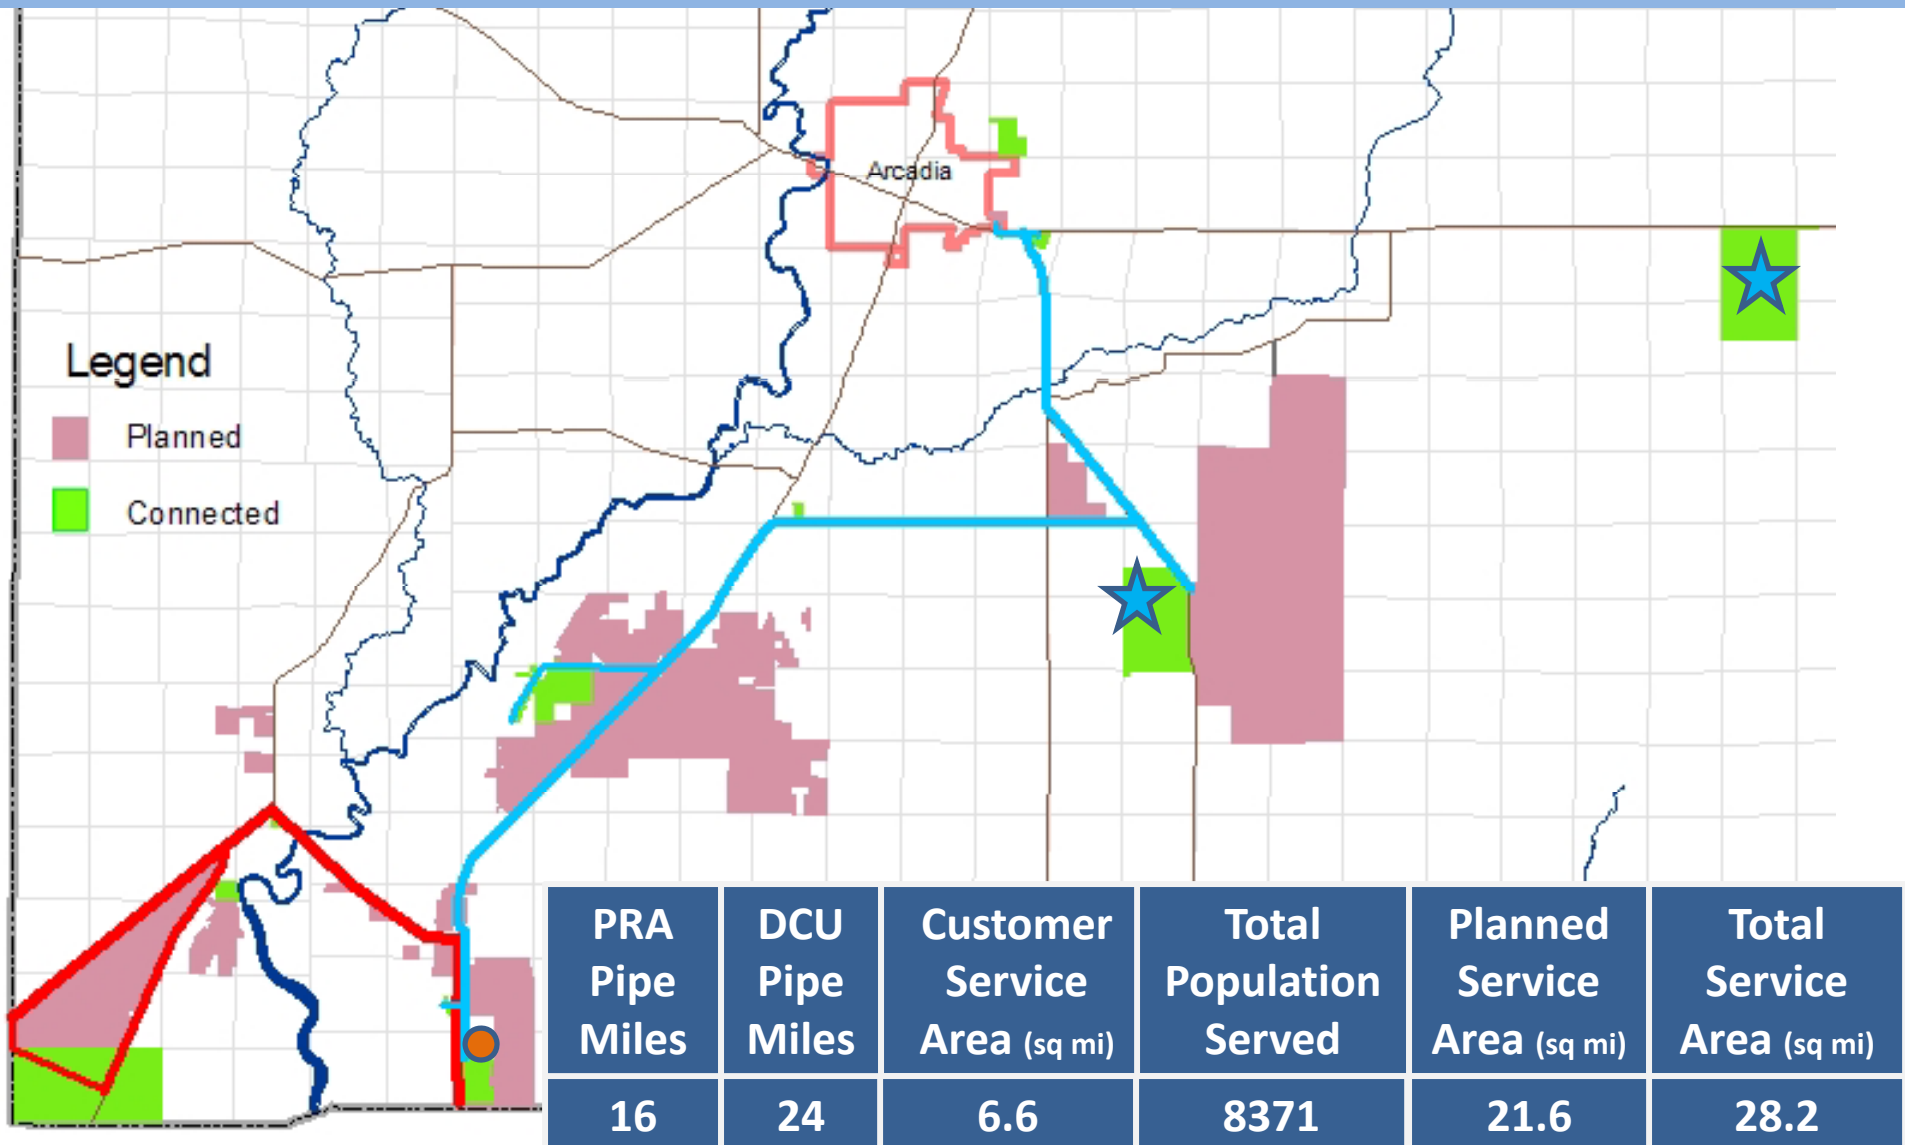 Arcadia
Legend
Planned
Connected
PRA Pipe Miles
DCU Pipe Miles
Customer Service Area (sq mi)
Total Population Served
Planned Service Area (sq mi)
Total Service Area (sq mi)
16
24
6.6
8371
21.6
28.2